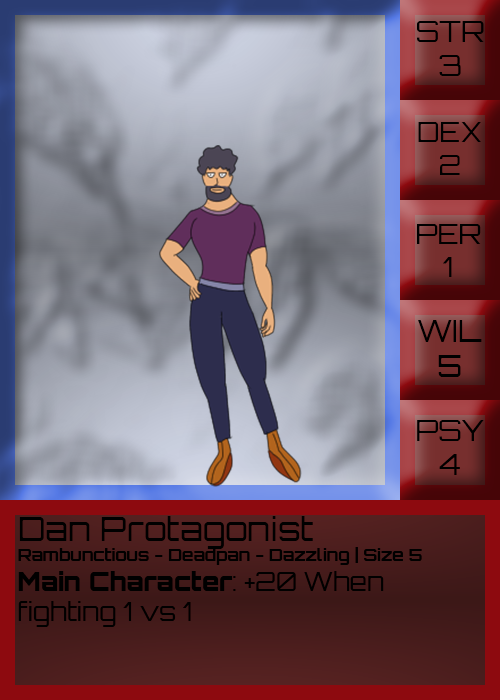 STR
3
DEX
2
PER
1
WIL
5
PSY
4
Dan Protagonist
Rambunctious - Deadpan - Dazzling | Size 5
Main Character: +20 When
fighting 1 vs 1